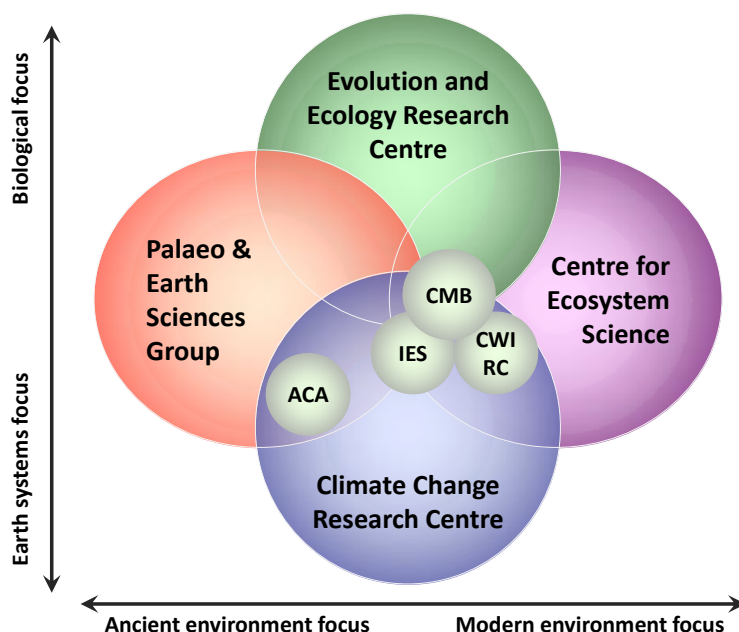 Biological focus
Evolution and
Ecology Research
Centre
Palaeo &
Earth
Sciences
Group
Centre for
Ecosystem
Science
CMB
IES
CWI
RC
ACA
Climate Change
Research Centre
Earth systems focus
Ancient environment focus
Modern environment focus